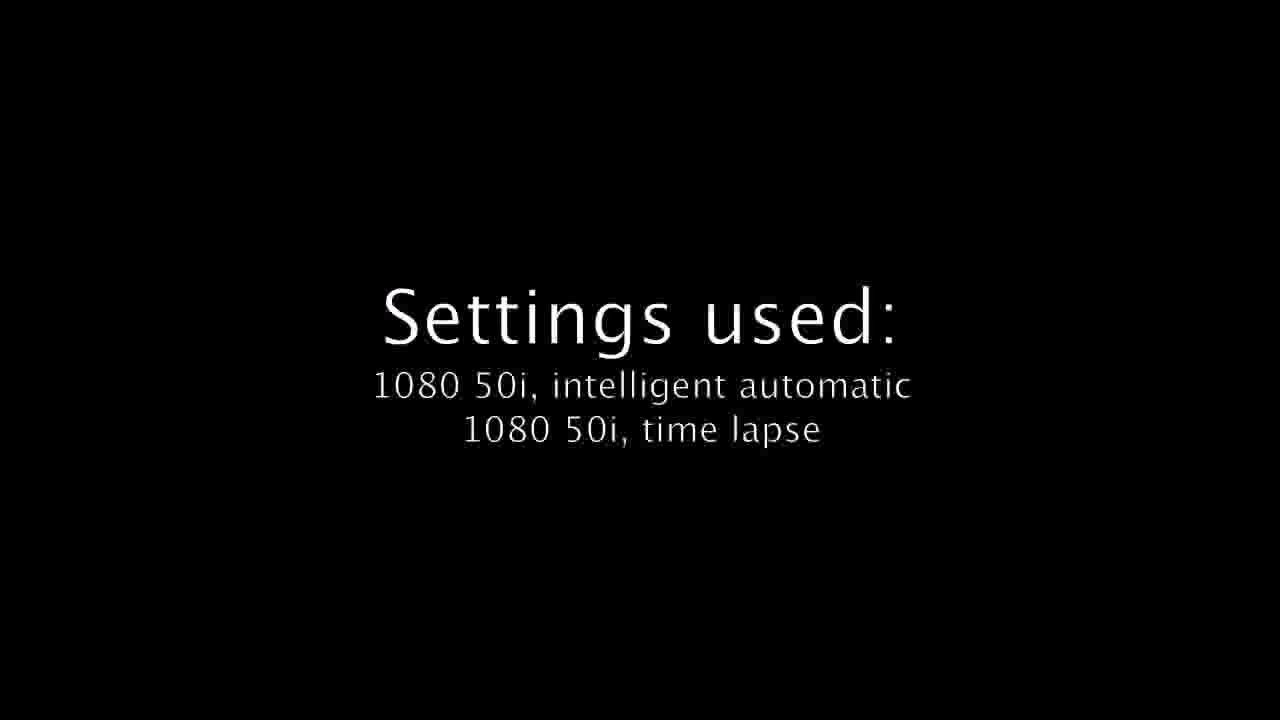 Settings used:
1080 50i, intelligent automatic
1080 50i, time lapse